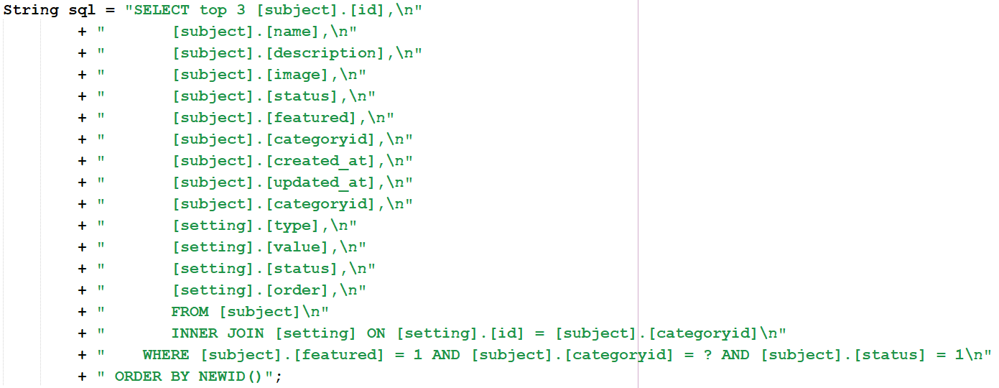 String sql = "SELECT top 3 [subject].[id],\n"
+ "       [subject].[name],\n"
+ "       [subject].[description],\n"
+ "       [subject].[image],\n"
+ "       [subject].[status],\n"
+ "       [subject].[featured],\n"
+ "       [subject].[categoryid],\n"
+ "       [subject].[created_at],\n"
+ "       [subject].[updated_at],\n"
+ "       [subject].[categoryid],\n"
+ "       [setting].[type],\n"
+ "       [setting].[value],\n"
+ "       [setting].[status],\n"
+ "       [setting].[order],\n"
+ "       FROM [subject]\n"
+ "       INNER JOIN [setting] ON [setting].[id] = [subject].[categoryid]\n"
+ "    WHERE [subject].[featured] = 1 AND [subject].[categoryid] = ? AND [subject].[status] = 1\n"
+ " ORDER BY NEWID()";